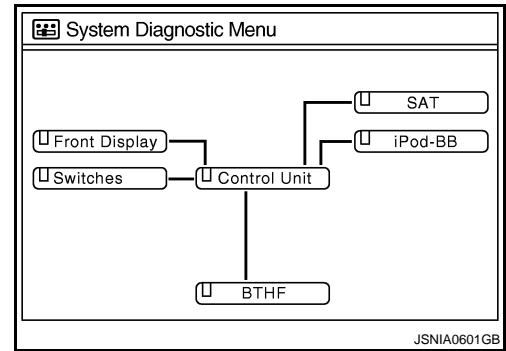 System Diagnostic Menu
SAT
Front Display
iPod-BB
Switches
Control Unit
BTHF
JSNIA0601GB